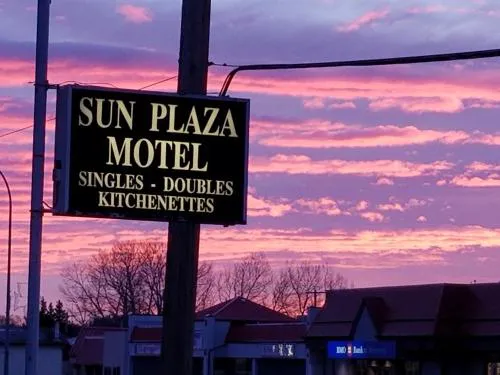 SUN PLAZA
MOTEL
SINGLES - DOUBLES
KITCHENETTES
BMO Bank